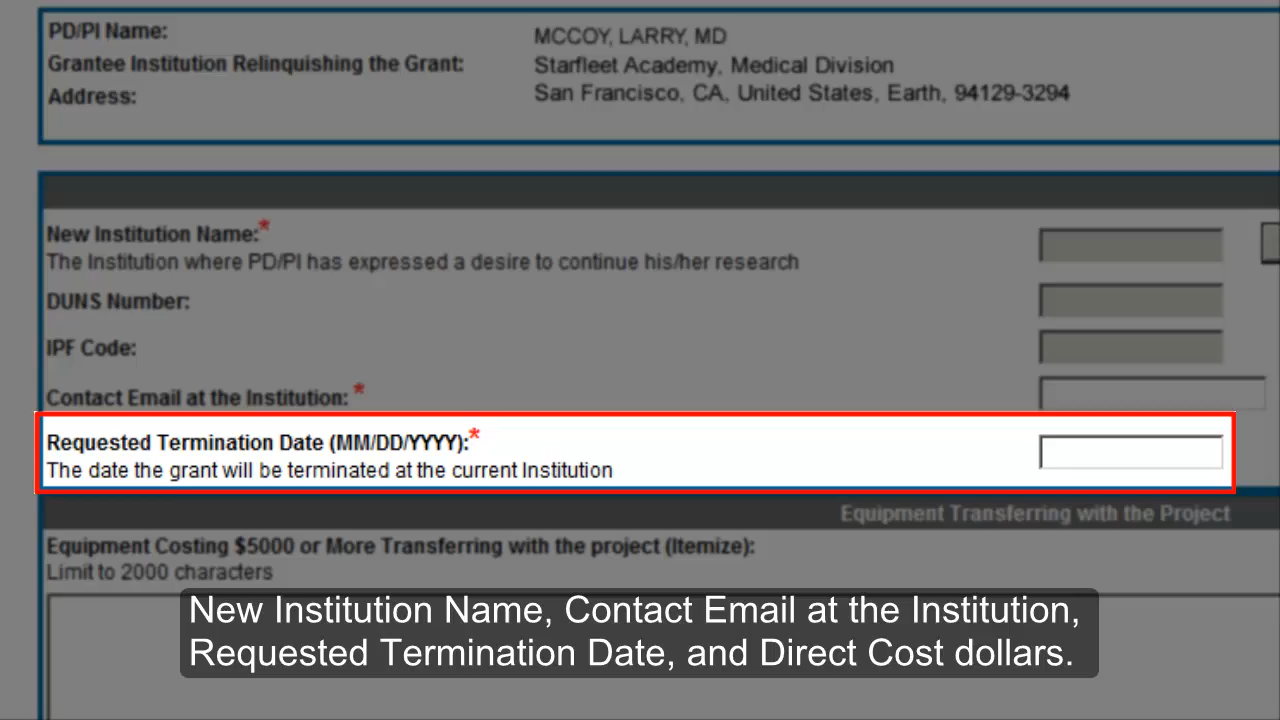 PD/PI Name: MCCOY, LARRY, MD
Grantee Institution Relinquishing the Grant: Starfleet Academy, Medical Division
Address: San Francisco, CA, United States, Earth, 94129-3294
New Institution Name:*
The Institution where PD/PI has expressed a desire to continue his/her research
DUNS Number:
IPF Code:
Contact Email at the Institution: *
Requested Termination Date (MM/DD/YYYY):*
The date the grant will be terminated at the current Institution
Equipment Transferring with the Project
Equipment Costing $5000 or More Transferring with the project (Itemize):
Limit to 2000 characters
New Institution Name, Contact Email at the Institution,
Requested Termination Date, and Direct Cost dollars.